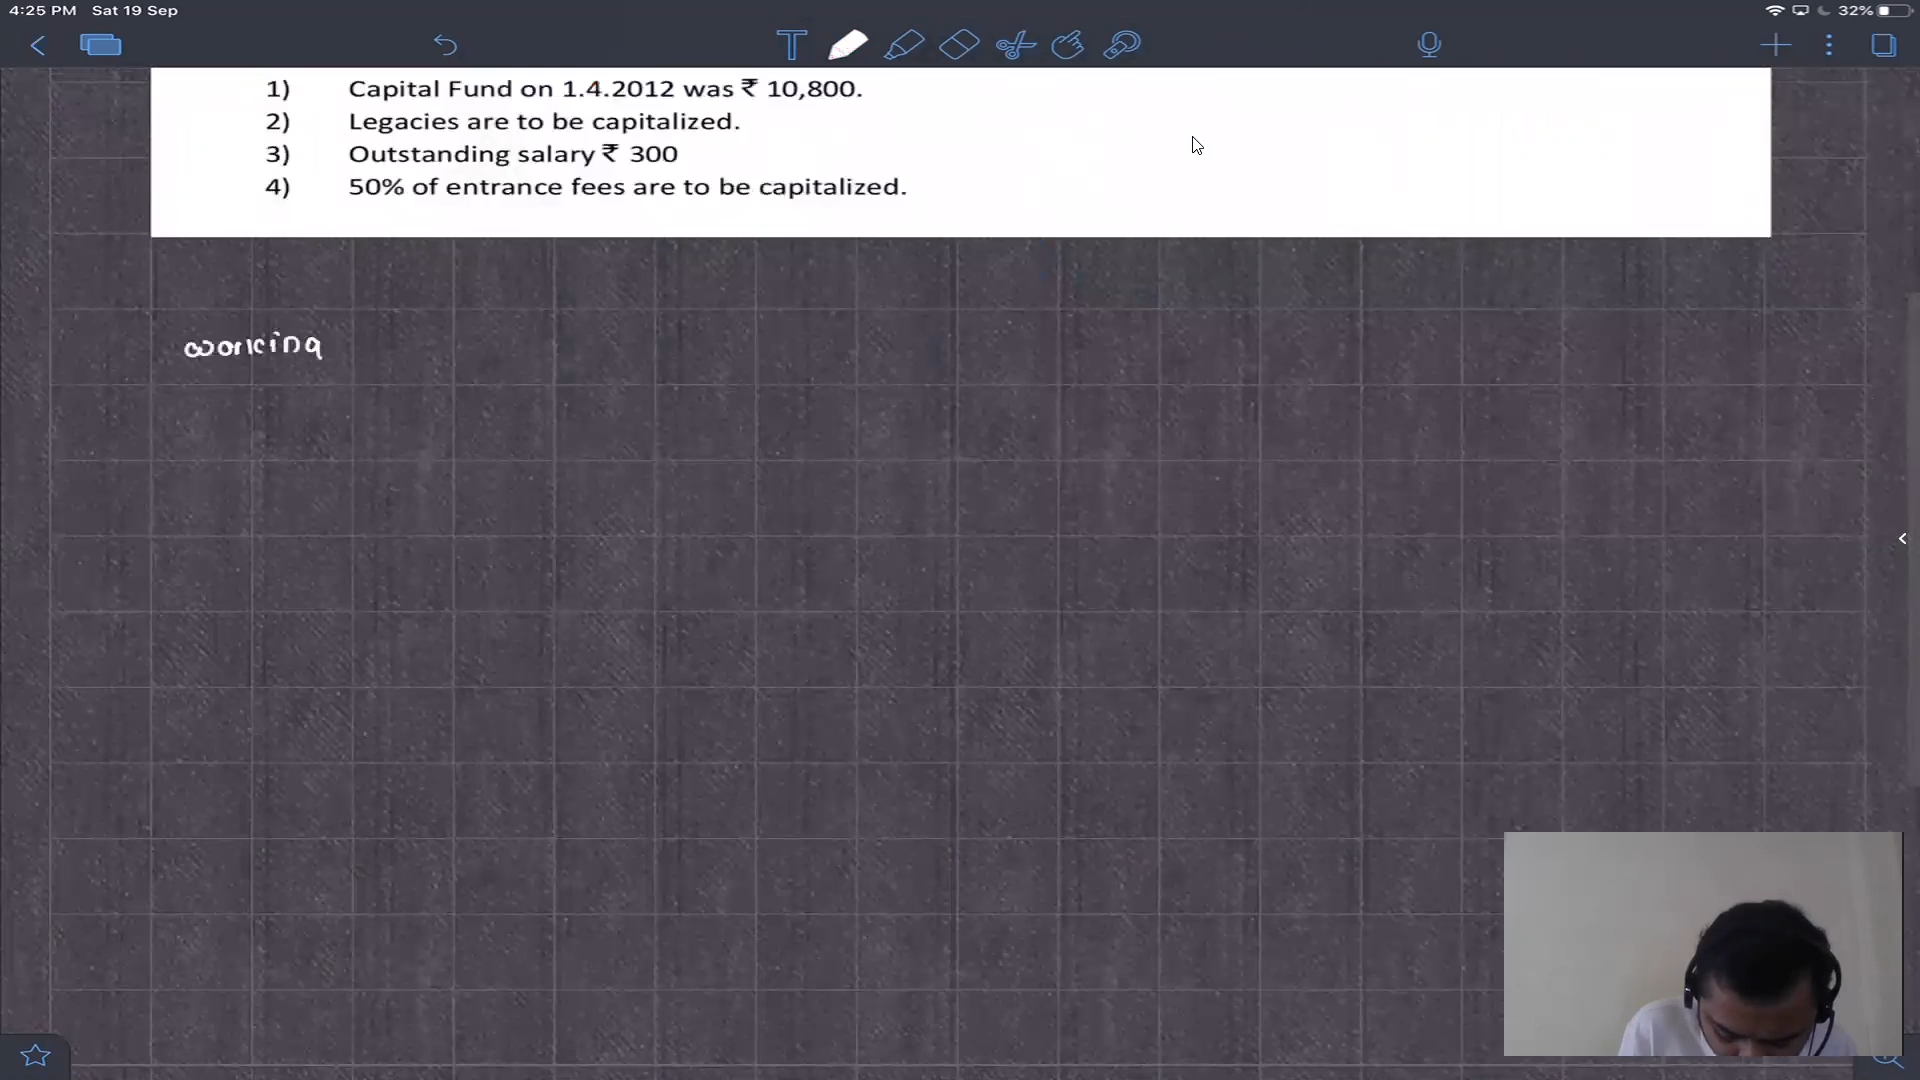 4:25 PM Sat 19 Sep 32%
1) Capital Fund on 1.4.2012 was ₹ 10,800.
2) Legacies are to be capitalized.
3) Outstanding salary ₹ 300
4) 50% of entrance fees are to be capitalized.
working